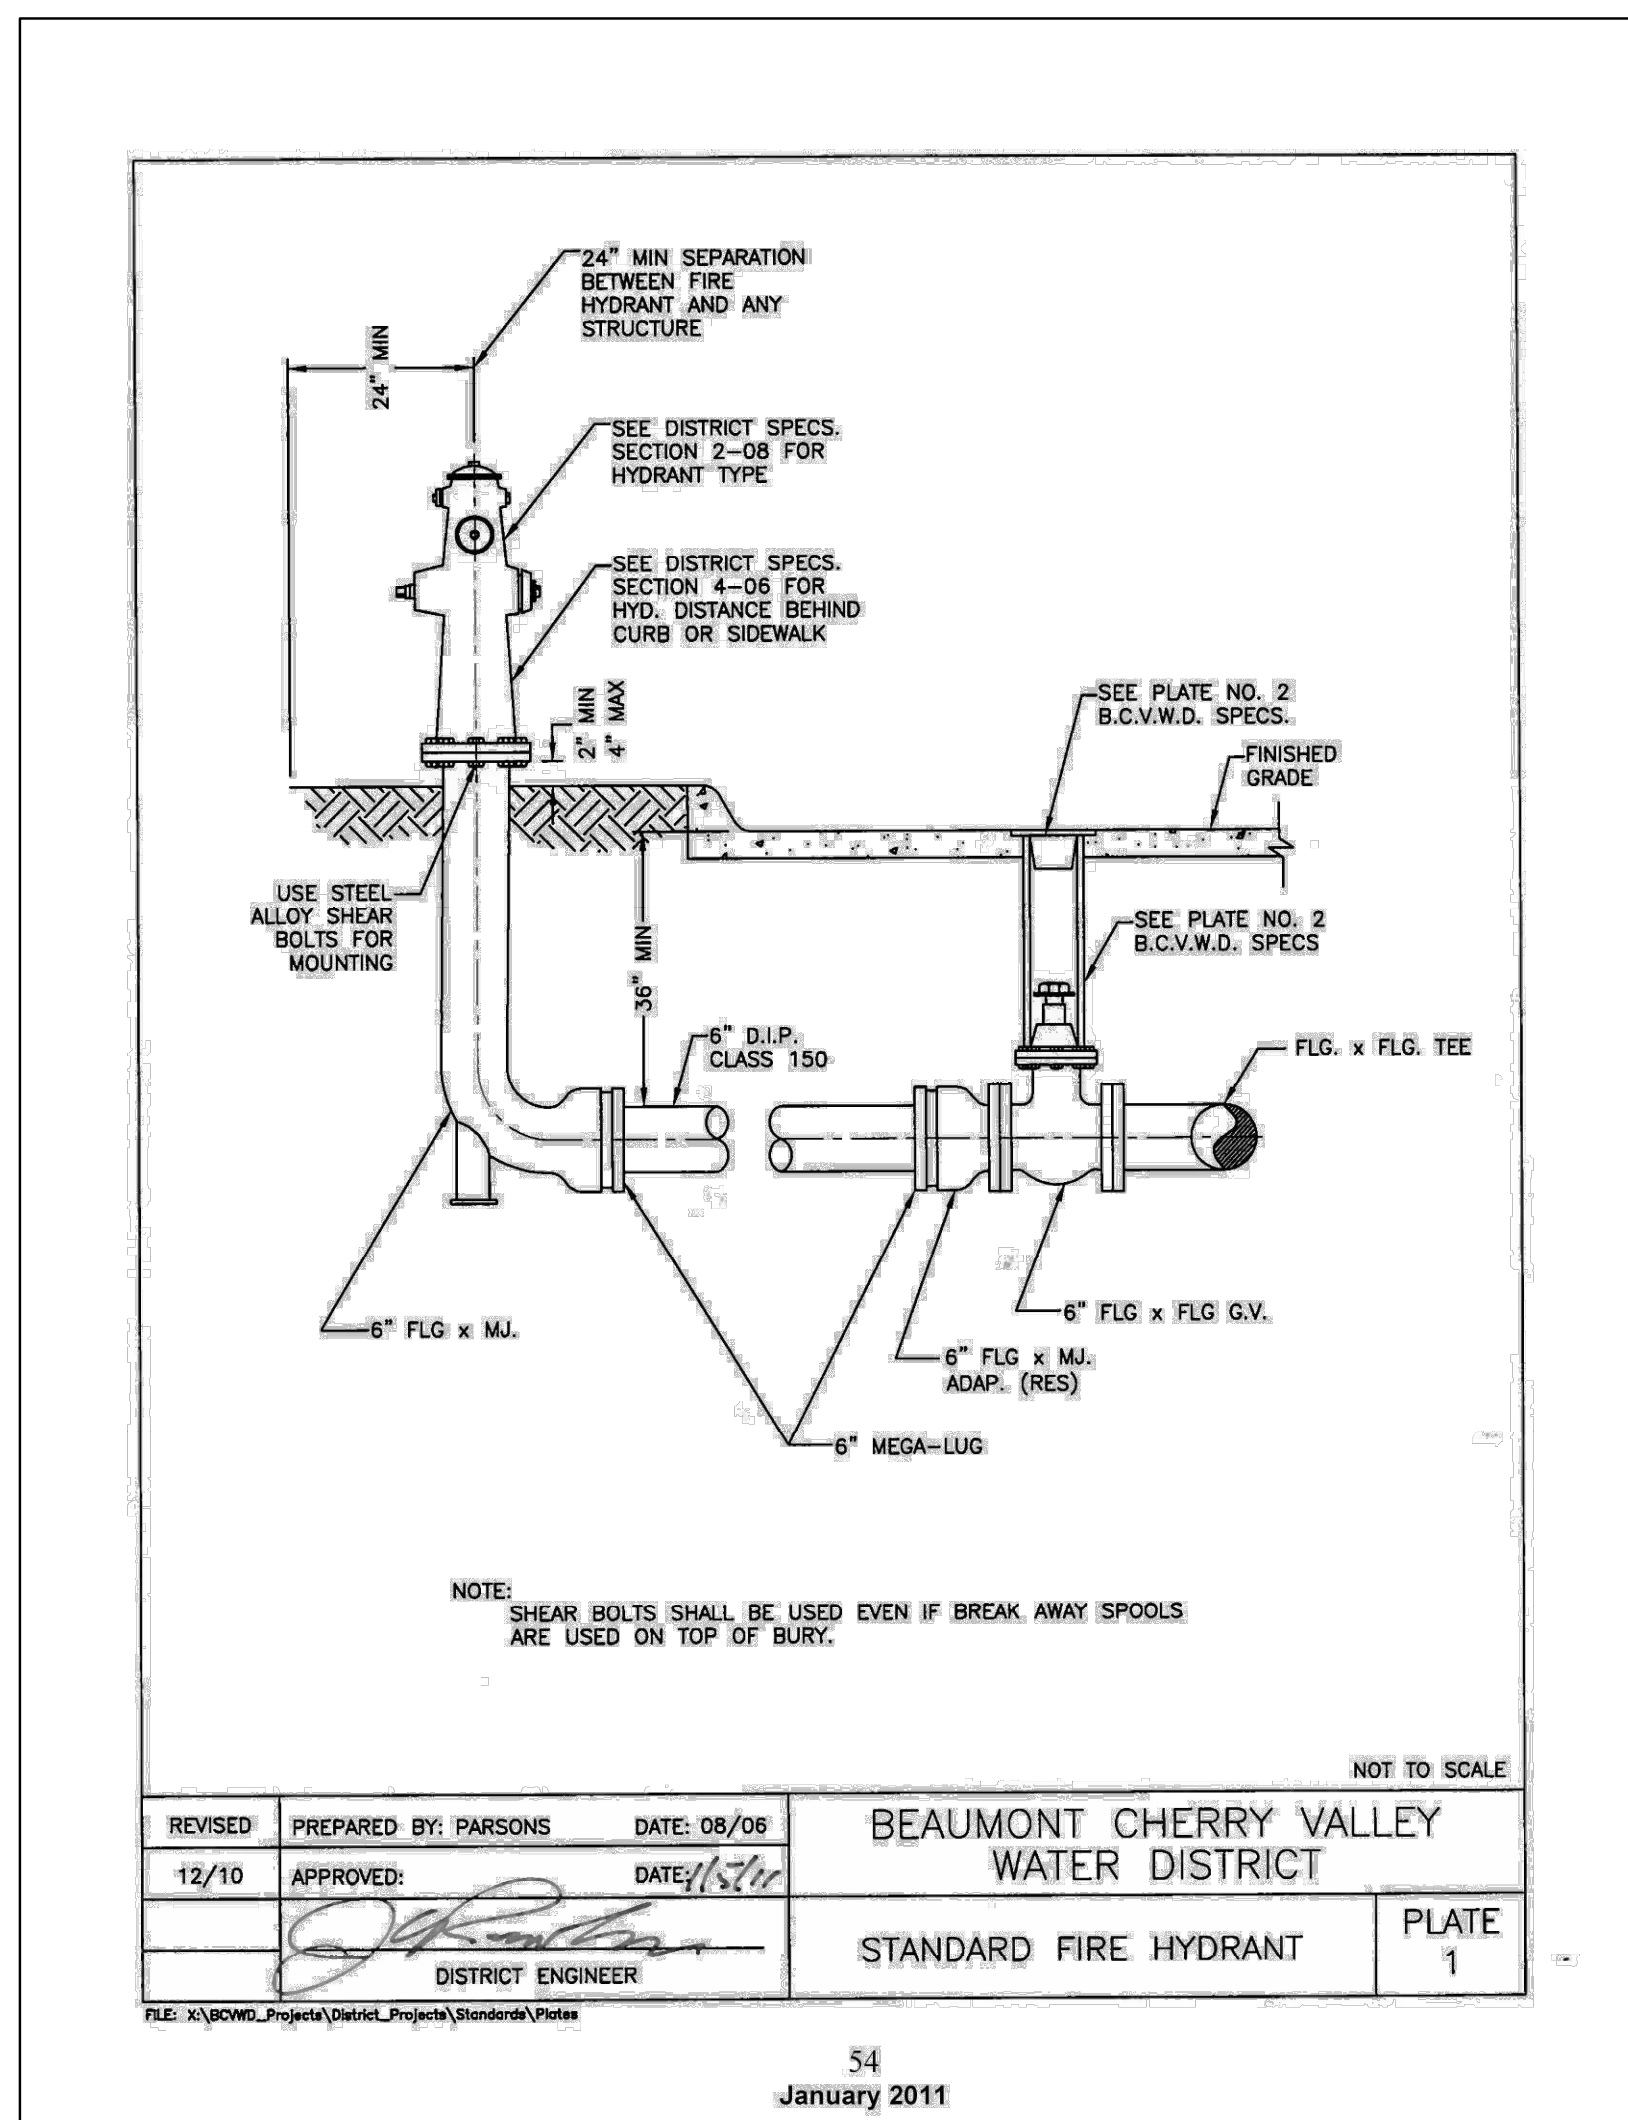 24" MIN SEPARATION
BETWEEN FIRE
HYDRANT AND ANY
STRUCTURE
24" MIN
SEE DISTRICT SPECS.
SECTION 2-08 FOR
HYDRANT TYPE
SEE DISTRICT SPECS.
SECTION 4-06 FOR
HYD. DISTANCE BEHIND
CURB OR SIDEWALK
2" MIN
4" MAX
SEE PLATE NO. 2
B.C.V.W.D. SPECS.
FINISHED
GRADE
USE STEEL
ALLOY SHEAR
BOLTS FOR
MOUNTING
36" MIN
SEE PLATE NO. 2
B.C.V.W.D. SPECS
6" D.I.P.
CLASS 150
FLG. x FLG. TEE
6" FLG x MJ.
6" FLG x FLG G.V.
6" FLG x MJ.
ADAP. (RES)
6" MEGA-LUG
NOTE:
SHEAR BOLTS SHALL BE USED EVEN IF BREAK AWAY SPOOLS
ARE USED ON TOP OF BURY.
NOT TO SCALE
REVISED
12/10
PREPARED BY: PARSONS DATE: 08/06
APPROVED: DATE: 1/5/11
DISTRICT ENGINEER
BEAUMONT CHERRY VALLEY
WATER DISTRICT
STANDARD FIRE HYDRANT
PLATE
1
FILE: X:\BCVWD_Projects\District_Projects\Standards\Plates
54
January 2011